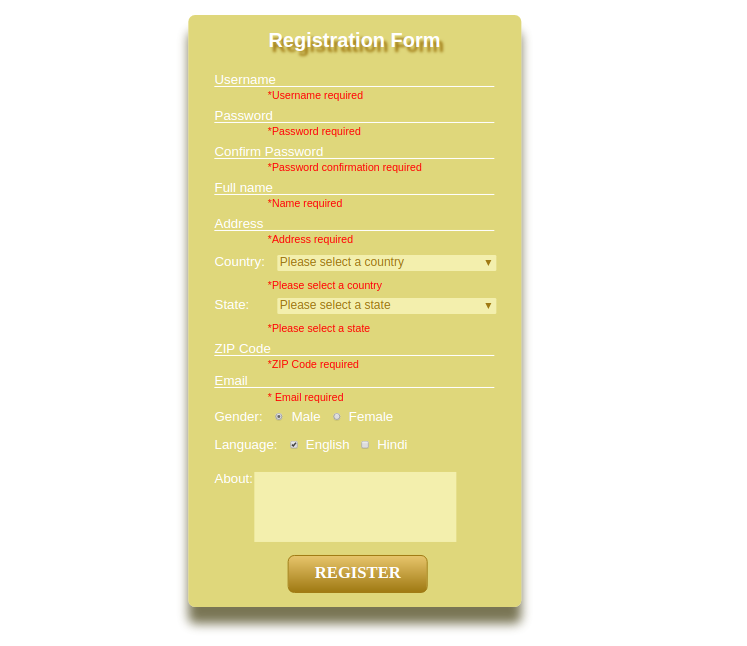 Registration Form
Username
*Username required
Password
*Password required
Confirm Password
*Password confirmation required
Full name
*Name required
Address
*Address required
Country: Please select a country
*Please select a country
State: Please select a state
*Please select a state
ZIP Code
*ZIP Code required
Email
* Email required
Gender: Male Female
Language: English Hindi
About:
REGISTER